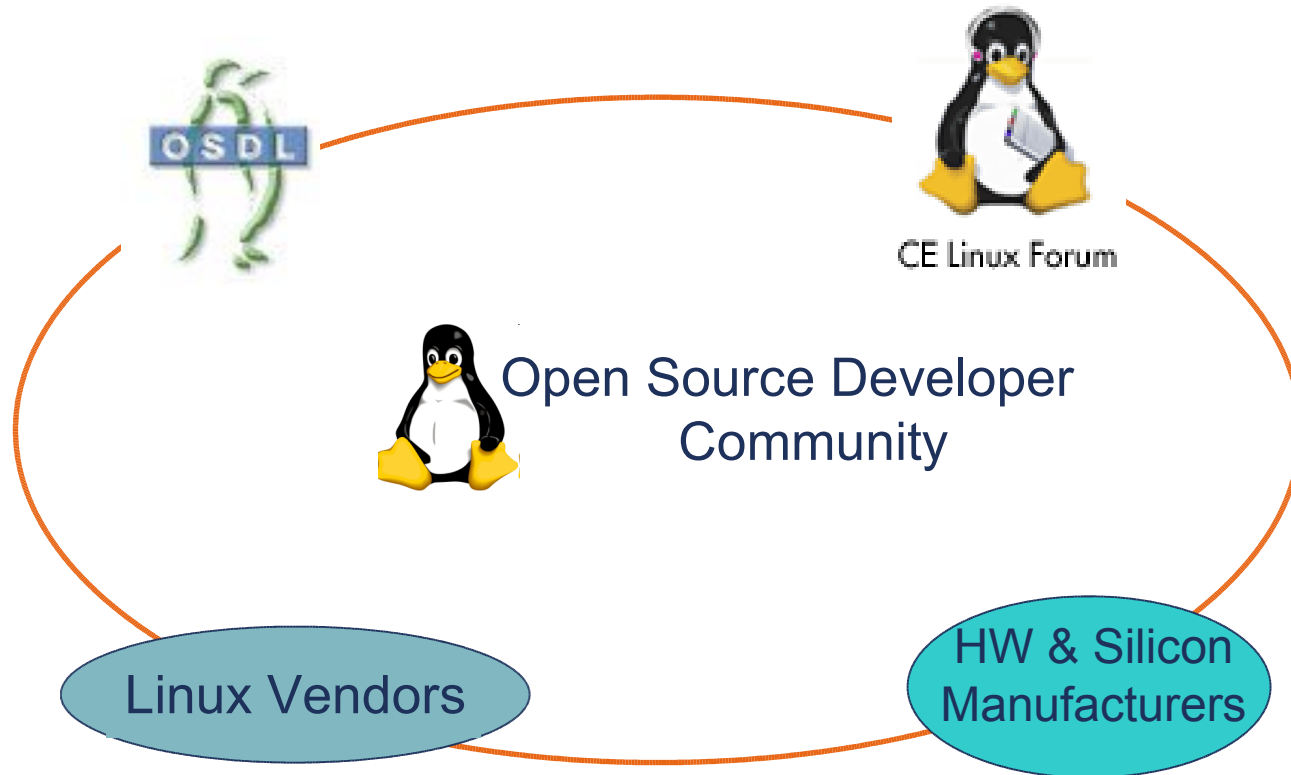 OSDL
CE Linux Forum
Open Source Developer
Community
Linux Vendors
HW & Silicon
Manufacturers